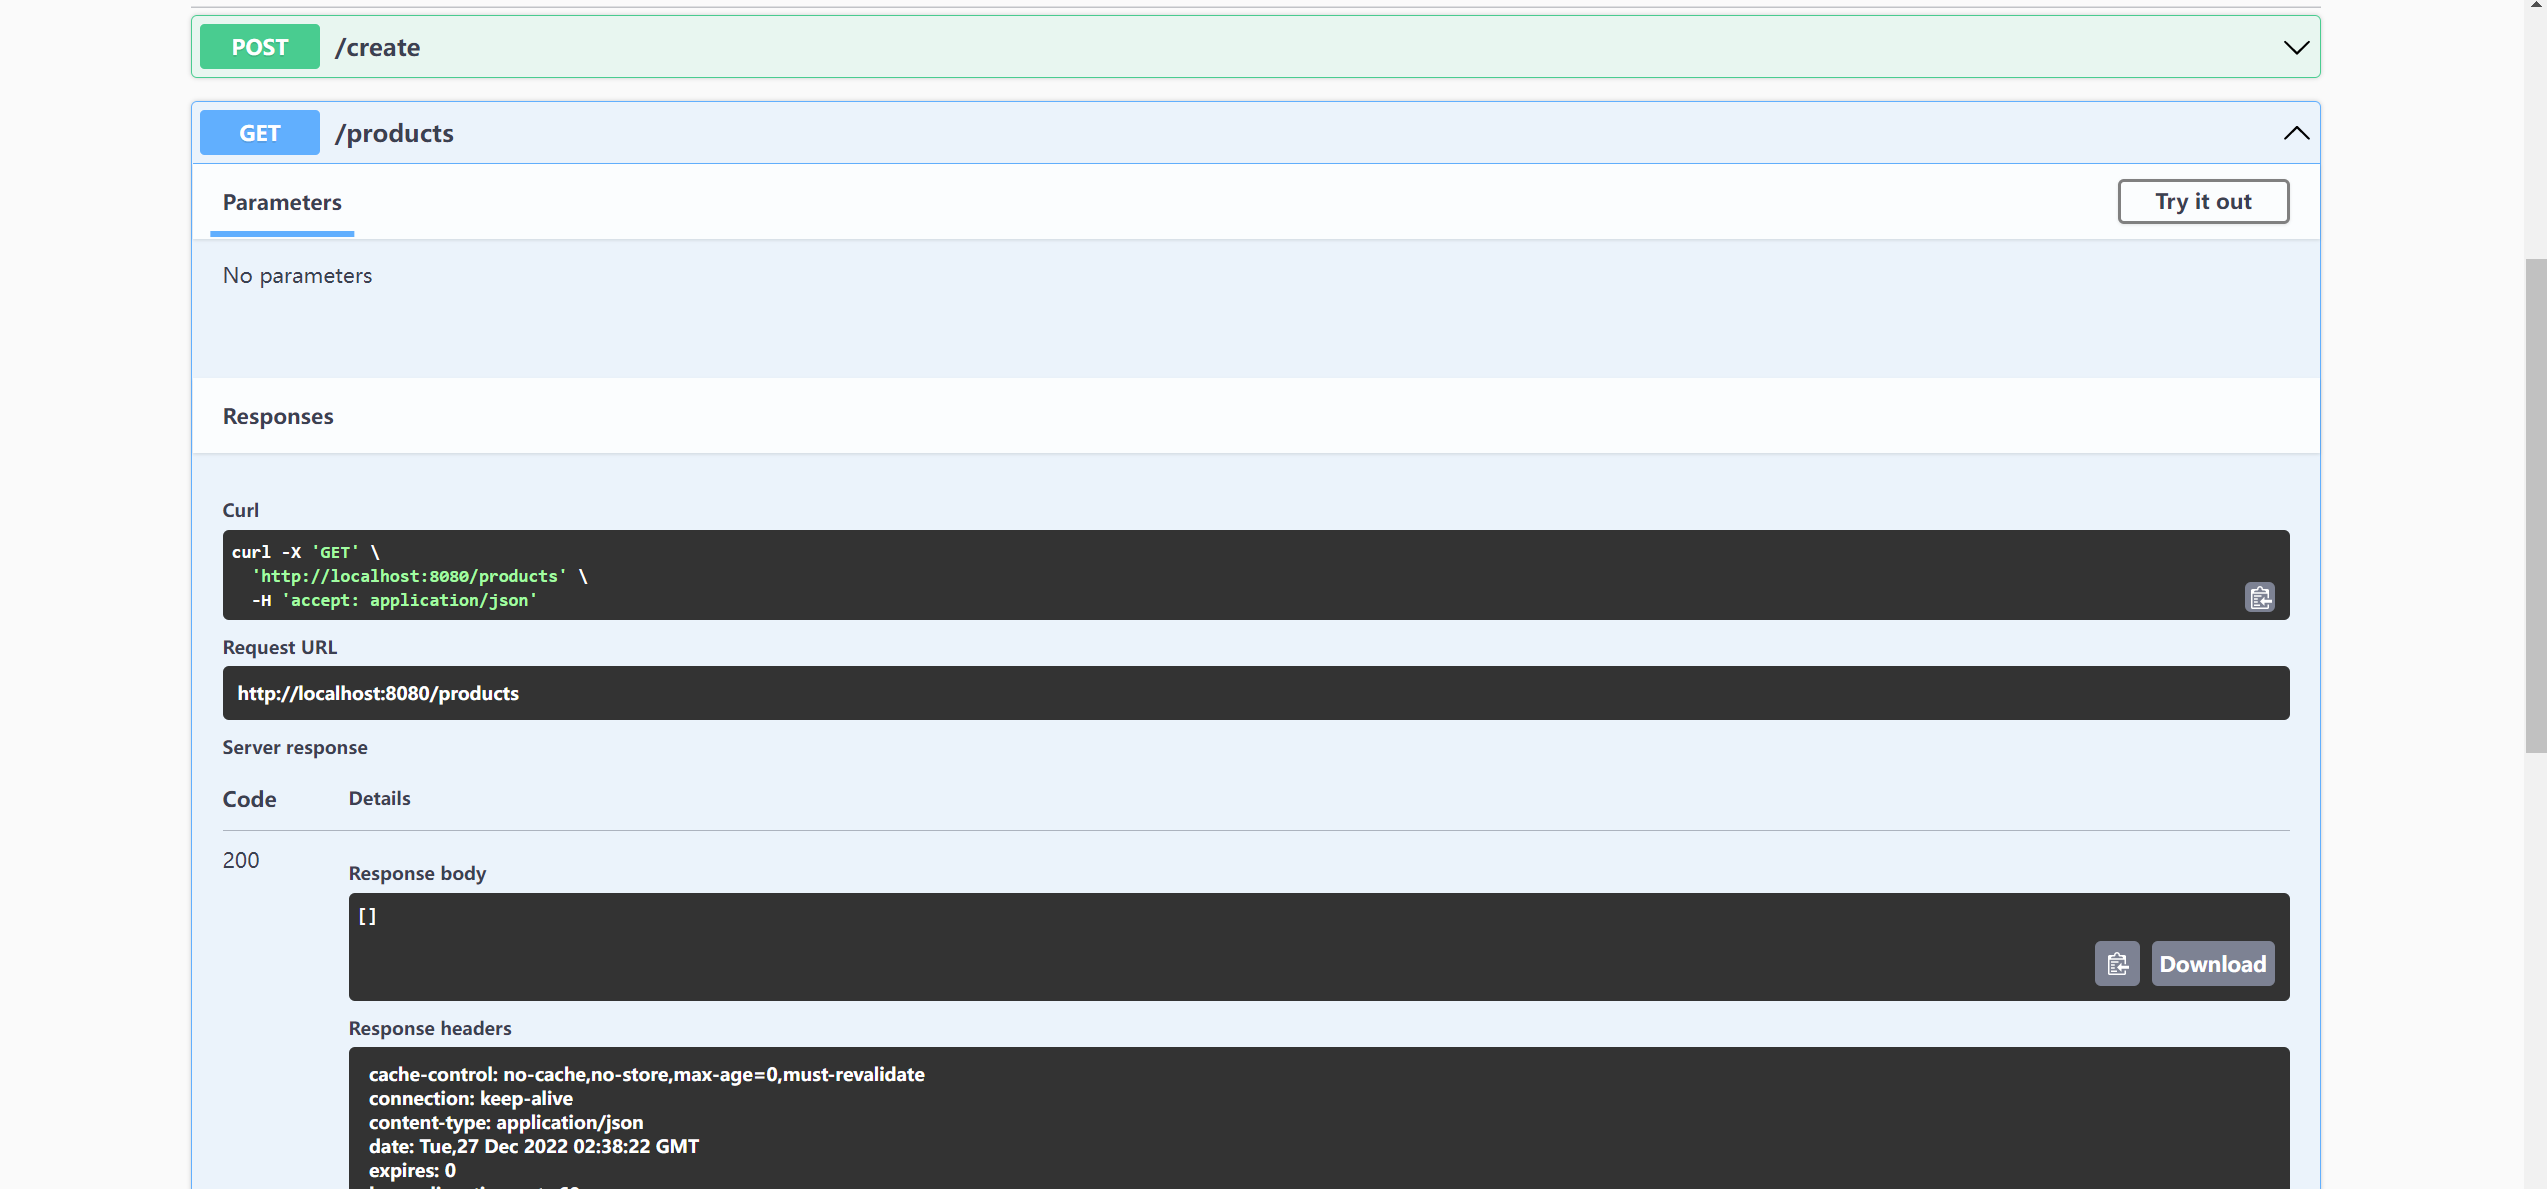 POST /create
GET /products
Parameters
Try it out
No parameters
Responses
Curl
curl -X 'GET' \
'http://localhost:8080/products' \
-H 'accept: application/json'
Request URL
http://localhost:8080/products
Server response
Code Details
200
Response body
[]
Download
Response headers
cache-control: no-cache,no-store,max-age=0,must-revalidate
connection: keep-alive
content-type: application/json
date: Tue,27 Dec 2022 02:38:22 GMT
expires: 0